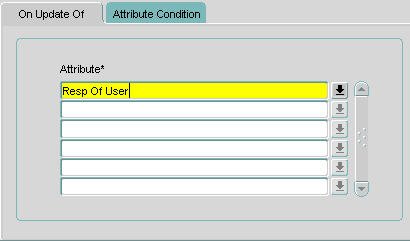 On Update Of Attribute Condition
Attribute*
Resp Of User